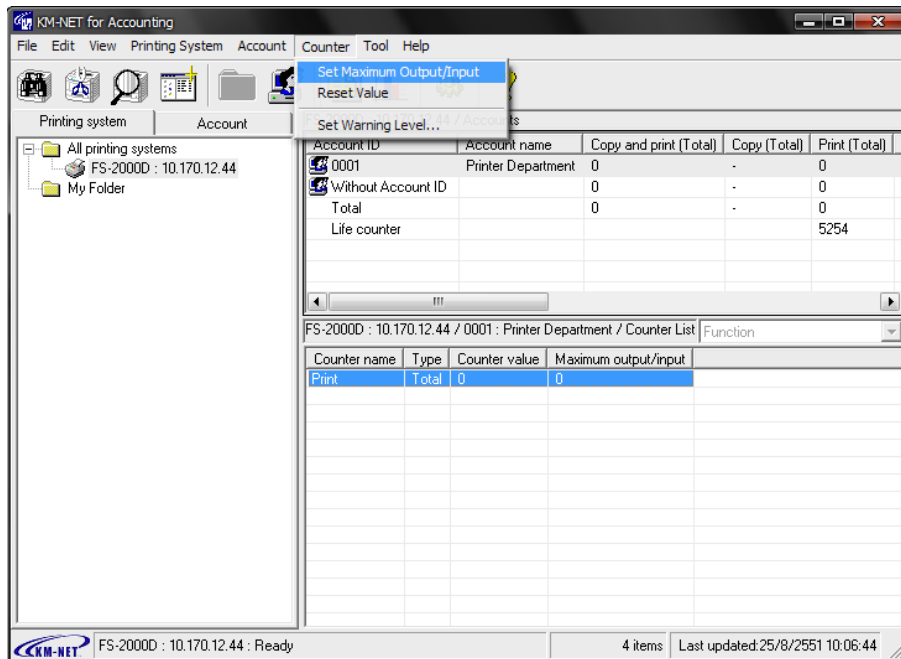 KM-NET for Accounting
File Edit View Printing System Account Counter Tool Help
Set Maximum Output/Input
Reset Value
Set Warning Level...
Printing system Account
All printing systems
FS-2000D : 10.170.12.44
My Folder
Account ID Account name Copy and print (Total) Copy (Total) Print (Total)
0001 Printer Department 0 - 0
Without Account ID 0 - 0
Total 0 - 0
Life counter 5254
FS-2000D : 10.170.12.44 / 0001 : Printer Department / Counter List Function
Counter name Type Counter value Maximum output/input
Print Total 0 0
KM-NET FS-2000D : 10.170.12.44 : Ready 4 items Last updated:25/8/2551 10:06:44